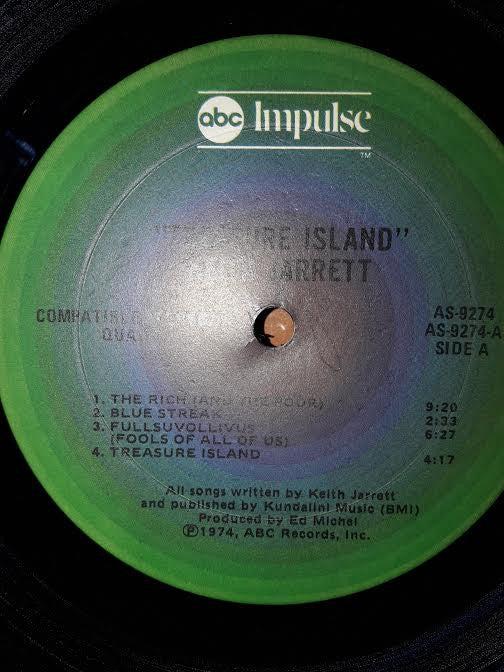 abc Impulse
TM
"TREASURE ISLAND"
KEITH JARRETT
COMPATIBLE
AS-9274
AS-9274-A
SIDE A
1. THE RICH (AND THE POOR) 9:20
2. BLUE STREAK 2:33
3. FULLSUVOLLIVUS 6:27
(FOOLS OF ALL OF US)
4. TREASURE ISLAND 4:17
All songs written by Keith Jarrett
and published by Kundalini Music (BMI)
Produced by Ed Michel
Ⓟ1974, ABC Records, Inc.